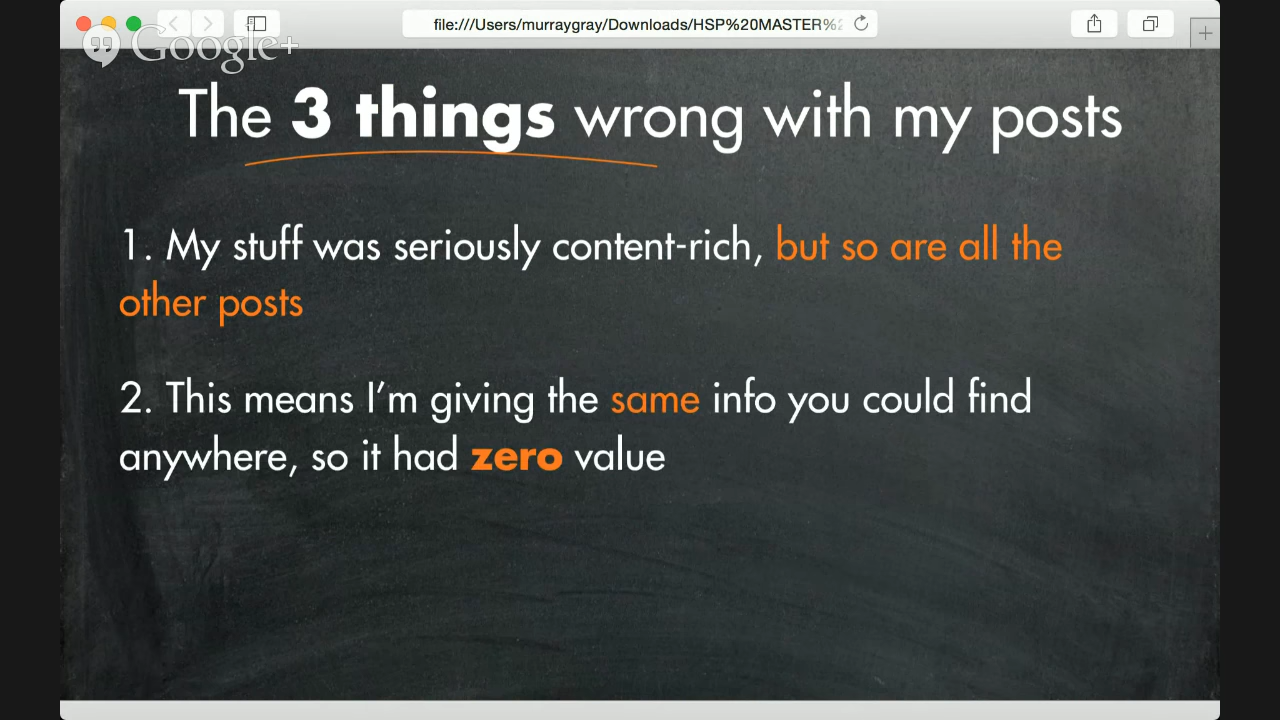 file:///Users/murraygray/Downloads/HSP%20MASTER%2
Google+
The 3 things wrong with my posts
1. My stuff was seriously content-rich, but so are all the
other posts
2. This means I'm giving the same info you could find
anywhere, so it had zero value